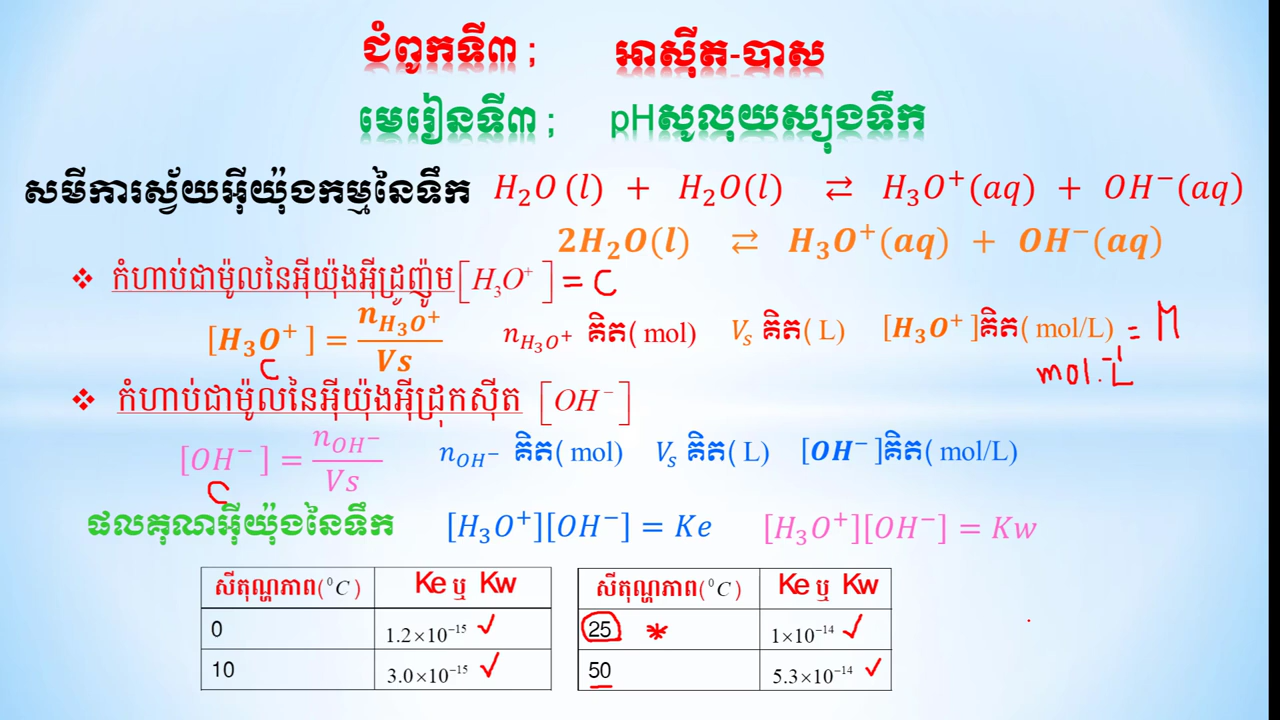 ជំពូកទី៣ ; អាស៊ីត-បាស
មេរៀនទី៣ ; pHសូលុយស្យុងទឹក
សមីការស្វ័យអ៊ីយ៉ុងកម្មនៃទឹក H₂O (l) + H₂O(l) ⇄ H₃O⁺(aq) + OH⁻(aq)
2H₂O(l) ⇄ H₃O⁺(aq) + OH⁻(aq)
❖ កំហាប់ជាម៉ូលនៃអ៊ីយ៉ុងអ៊ីដ្រូញ៉ូម[H₃O⁺] = C
[H₃O⁺] = n_H₃O⁺ / Vs n_H₃O⁺ គិត( mol) Vₛ គិត( L) [H₃O⁺]គិត( mol/L) = M
C mol.L⁻¹
❖ កំហាប់ជាម៉ូលនៃអ៊ីយ៉ុងអ៊ីដ្រុកស៊ីត [OH⁻]
[OH⁻] = n_OH⁻ / Vs n_OH⁻ គិត( mol) Vₛ គិត( L) [OH⁻]គិត( mol/L)
C
ផលគុណអ៊ីយ៉ុងនៃទឹក [H₃O⁺][OH⁻] = Ke [H₃O⁺][OH⁻] = Kw
សីតុណ្ហភាព(⁰C) Ke ឬ Kw
0 1.2×10⁻¹⁵ ✓
10 3.0×10⁻¹⁵ ✓
សីតុណ្ហភាព(⁰C) Ke ឬ Kw
25 * 1×10⁻¹⁴ ✓
50 5.3×10⁻¹⁴ ✓